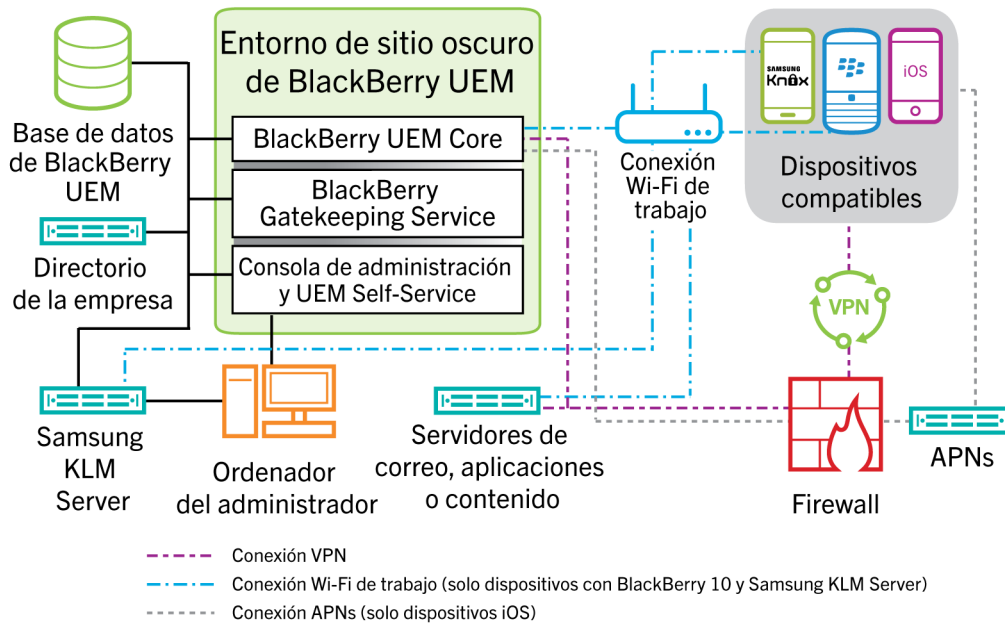 Entorno de sitio oscuro
de BlackBerry UEM
BlackBerry UEM Core
BlackBerry
Gatekeeping Service
Consola de administración
y UEM Self-Service
Base de datos
de BlackBerry
UEM
Directorio
de la empresa
Samsung
KLM
Server
Ordenador
del administrador
Servidores de
correo, aplicaciones
o contenido
Conexión
Wi-Fi de
trabajo
SAMSUNG
Knox
iOS
Dispositivos
compatibles
VPN
Firewall
APNs
Conexión VPN
Conexión Wi-Fi de trabajo (solo dispositivos con BlackBerry 10 y Samsung KLM Server)
Conexión APNs (solo dispositivos iOS)